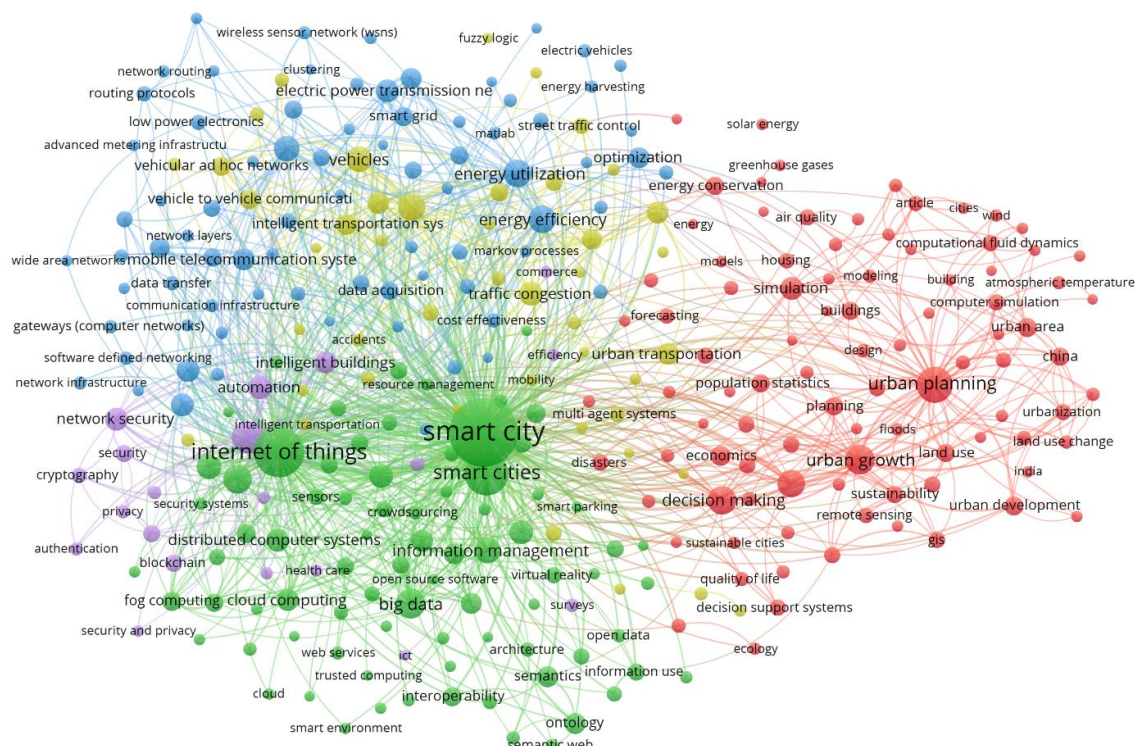 wireless sensor network (wsns)
fuzzy logic
electric vehicles
network routing
clustering
electric power transmission ne
energy harvesting
routing protocols
smart grid
low power electronics
matlab
street traffic control
solar energy
advanced metering infrastructu
vehicles
optimization
vehicular ad hoc networks
energy utilization
greenhouse gases
energy conservation
vehicle to vehicle communicati
article
cities
wind
intelligent transportation sys
energy efficiency
energy
air quality
network layers
computational fluid dynamics
wide area networks
mobile telecommunication syste
markov processes
models
housing
commerce
modeling
building
atmospheric temperature
data transfer
data acquisition
traffic congestion
simulation
communication infrastructure
buildings
computer simulation
gateways (computer networks)
cost effectiveness
forecasting
urban area
accidents
software defined networking
intelligent buildings
efficiency
urban transportation
design
china
network infrastructure
automation
resource management
mobility
population statistics
urban planning
network security
intelligent transportation
smart city
multi agent systems
planning
urbanization
security
internet of things
floods
land use change
cryptography
smart cities
disasters
economics
urban growth
land use
india
security systems
sensors
decision making
sustainability
privacy
crowdsourcing
smart parking
urban development
remote sensing
authentication
distributed computer systems
information management
sustainable cities
gis
blockchain
health care
open source software
virtual reality
quality of life
fog computing
cloud computing
big data
surveys
decision support systems
security and privacy
open data
web services
ict
architecture
ecology
trusted computing
semantics
information use
cloud
interoperability
smart environment
ontology
semantic web